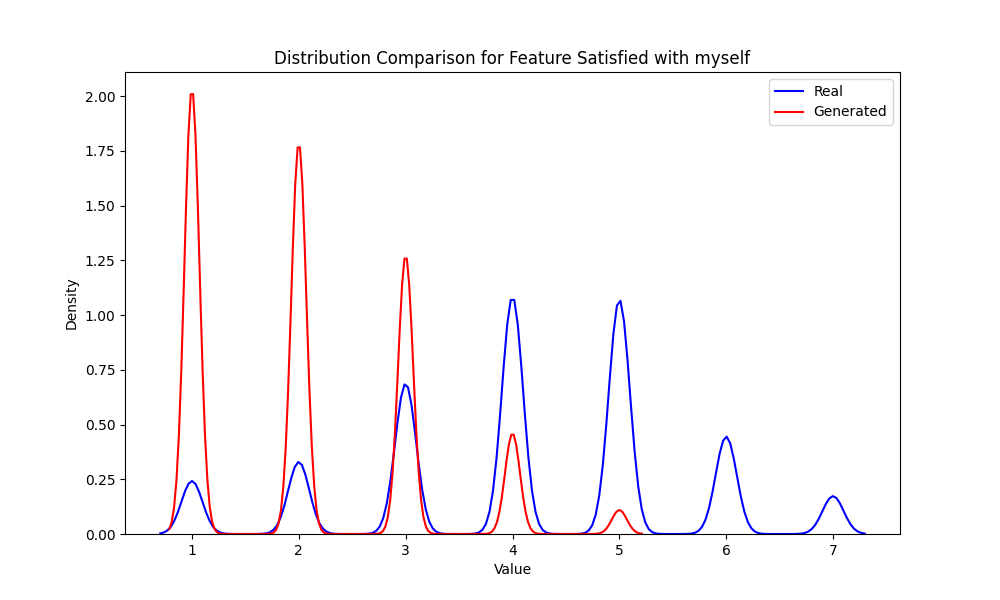 Distribution Comparison for Feature Satisfied with myself
Real
Generated
2.00
1.75
1.50
1.25
1.00
0.75
0.50
0.25
0.00
Density
1 2 3 4 5 6 7
Value